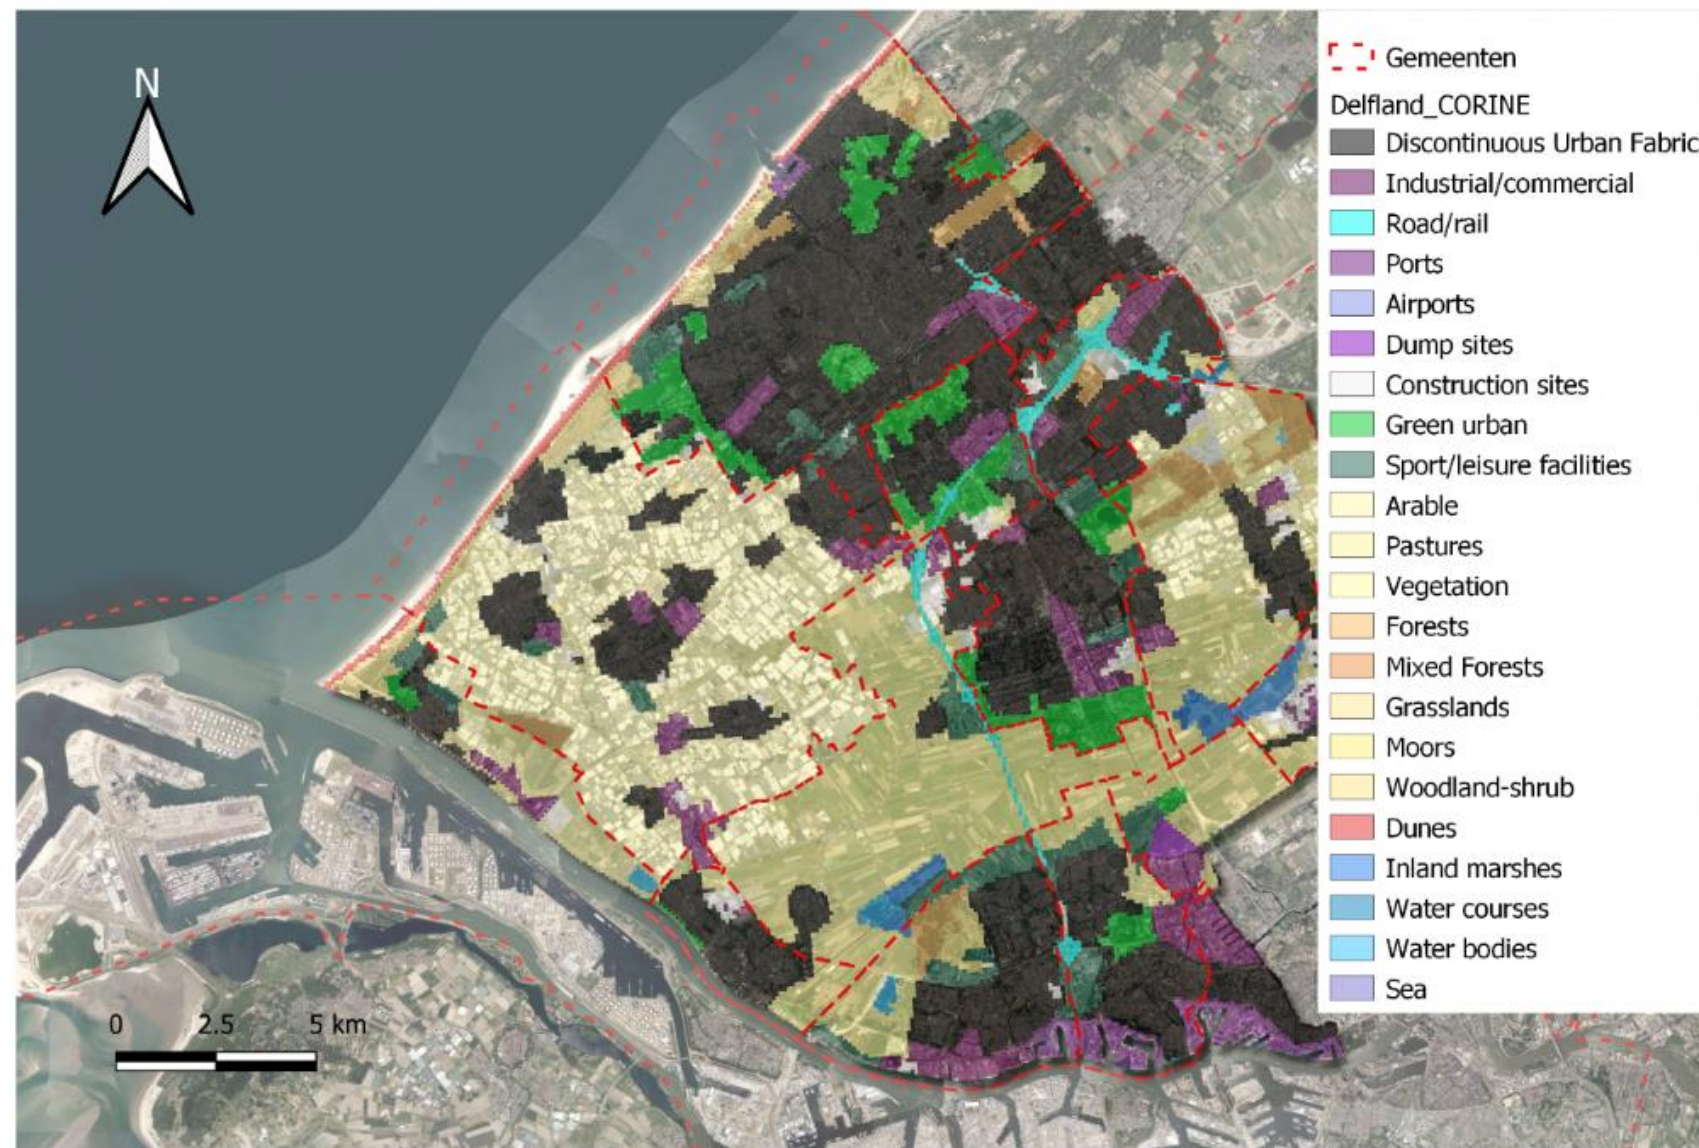 N
Gemeenten
Delfland_CORINE
Discontinuous Urban Fabric
Industrial/commercial
Road/rail
Ports
Airports
Dump sites
Construction sites
Green urban
Sport/leisure facilities
Arable
Pastures
Vegetation
Forests
Mixed Forests
Grasslands
Moors
Woodland-shrub
Dunes
Inland marshes
Water courses
Water bodies
Sea
0 2.5 5 km